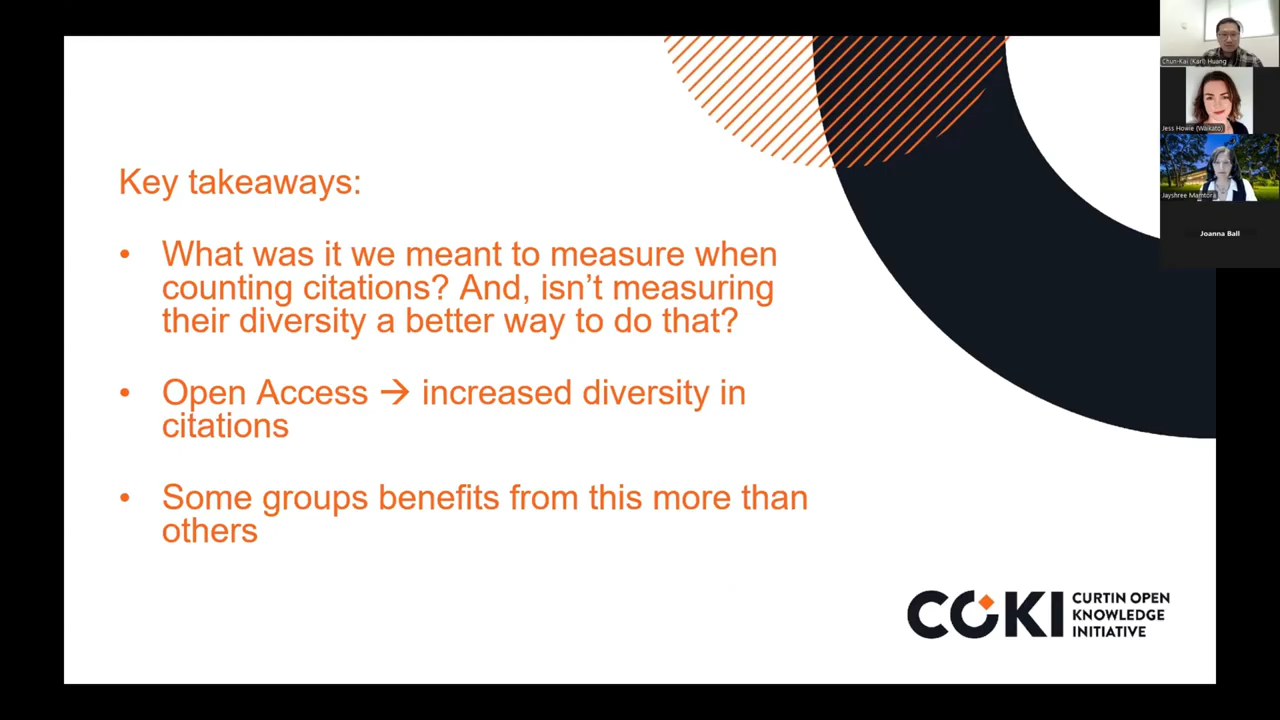 Key takeaways:
• What was it we meant to measure when
counting citations? And, isn’t measuring
their diversity a better way to do that?
• Open Access → increased diversity in
citations
• Some groups benefits from this more than
others
COKI
CURTIN OPEN
KNOWLEDGE
INITIATIVE
Chun-Kai (Karl) Huang
Jess Howie (Waikato)
Jayshree Mamtora
Joanna Ball